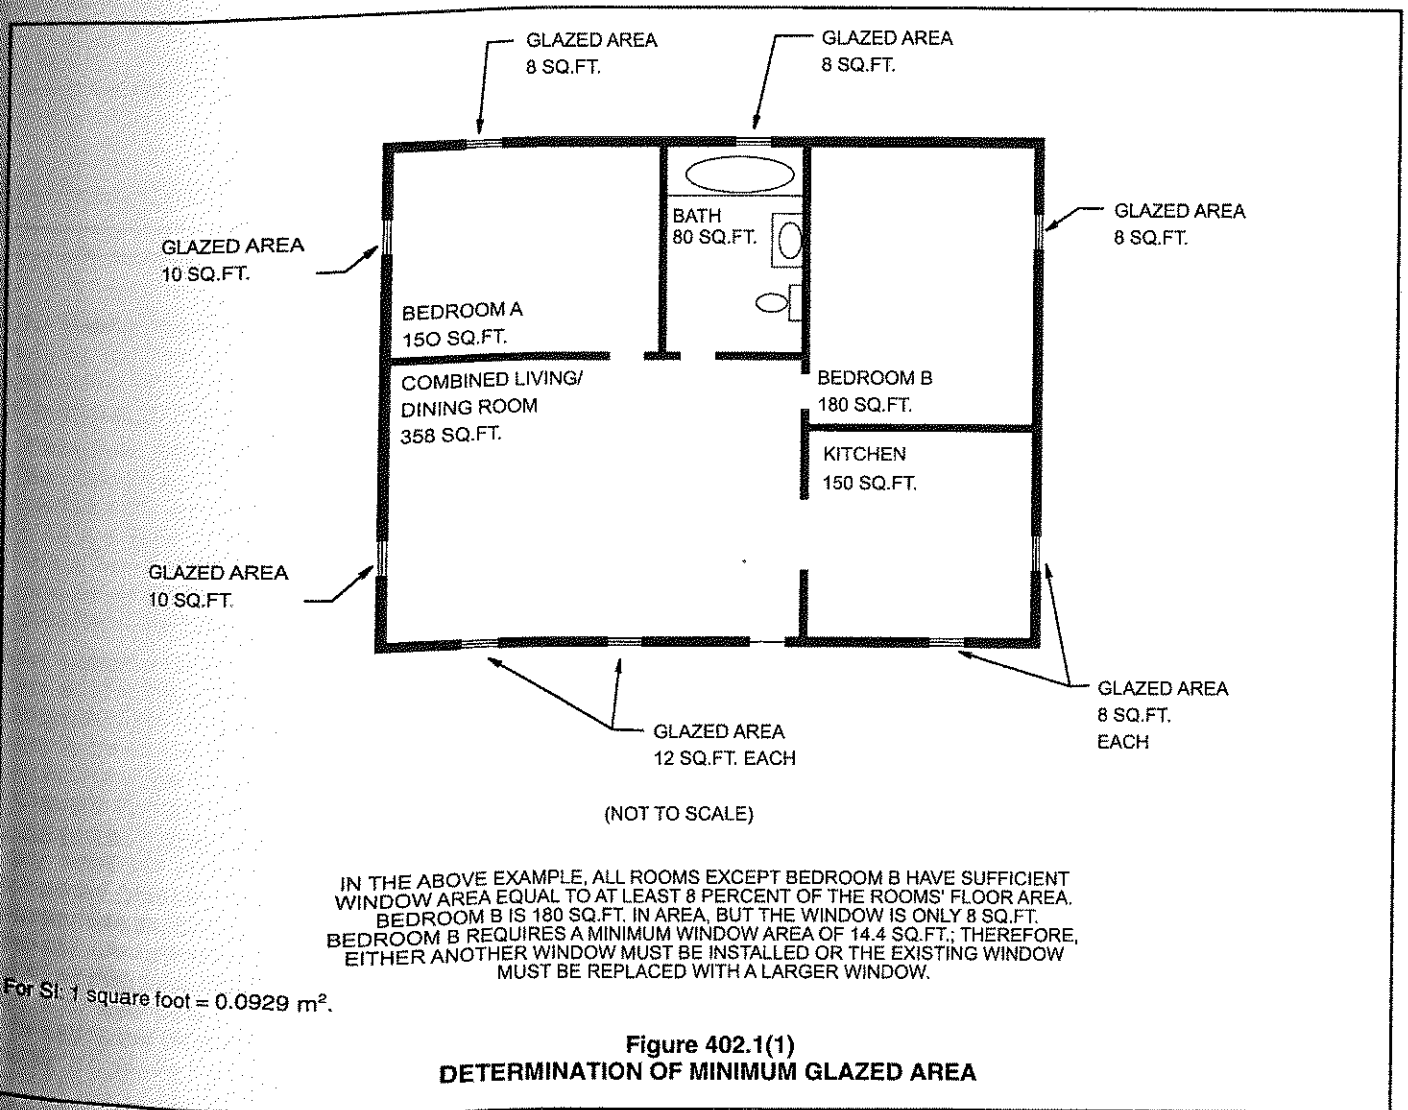 GLAZED AREA
8 SQ.FT.
GLAZED AREA
8 SQ.FT.
GLAZED AREA
10 SQ.FT.
BATH
80 SQ.FT.
GLAZED AREA
8 SQ.FT.
BEDROOM A
15O SQ.FT.
COMBINED LIVING/
DINING ROOM
358 SQ.FT.
BEDROOM B
180 SQ.FT.
KITCHEN
150 SQ.FT.
GLAZED AREA
10 SQ.FT.
GLAZED AREA
12 SQ.FT. EACH
GLAZED AREA
8 SQ.FT.
EACH
(NOT TO SCALE)
IN THE ABOVE EXAMPLE, ALL ROOMS EXCEPT BEDROOM B HAVE SUFFICIENT
WINDOW AREA EQUAL TO AT LEAST 8 PERCENT OF THE ROOMS' FLOOR AREA.
BEDROOM B IS 180 SQ.FT. IN AREA, BUT THE WINDOW IS ONLY 8 SQ.FT.
BEDROOM B REQUIRES A MINIMUM WINDOW AREA OF 14.4 SQ.FT.; THEREFORE,
EITHER ANOTHER WINDOW MUST BE INSTALLED OR THE EXISTING WINDOW
MUST BE REPLACED WITH A LARGER WINDOW.
For SI: 1 square foot = 0.0929 m².
Figure 402.1(1)
DETERMINATION OF MINIMUM GLAZED AREA